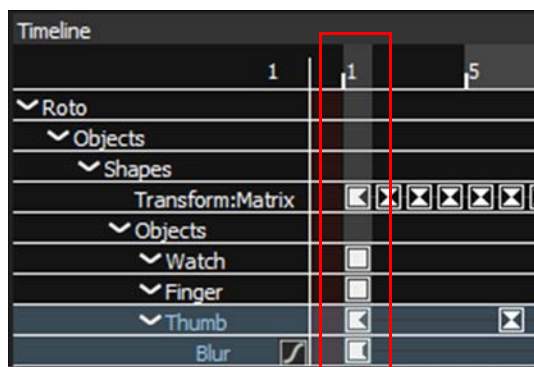 Timeline
1 1 5
Roto
Objects
Shapes
Transform:Matrix
Objects
Watch
Finger
Thumb
Blur